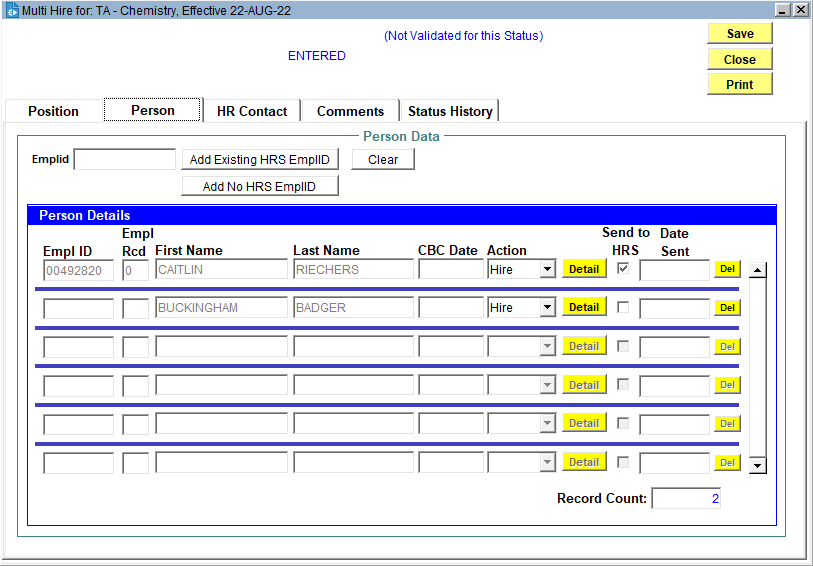 Multi Hire for: TA - Chemistry, Effective 22-AUG-22
(Not Validated for this Status)
Save
ENTERED
Close
Print
Position Person HR Contact Comments Status History
Person Data
Emplid Add Existing HRS EmplID Clear
Add No HRS EmplID
Person Details
Empl ID Empl Rcd First Name Last Name CBC Date Action Send to HRS Date Sent
00492820 0 CAITLIN RIECHERS Hire Detail Del
BUCKINGHAM BADGER Hire Detail Del
Detail Del
Detail Del
Detail Del
Detail Del
Record Count: 2